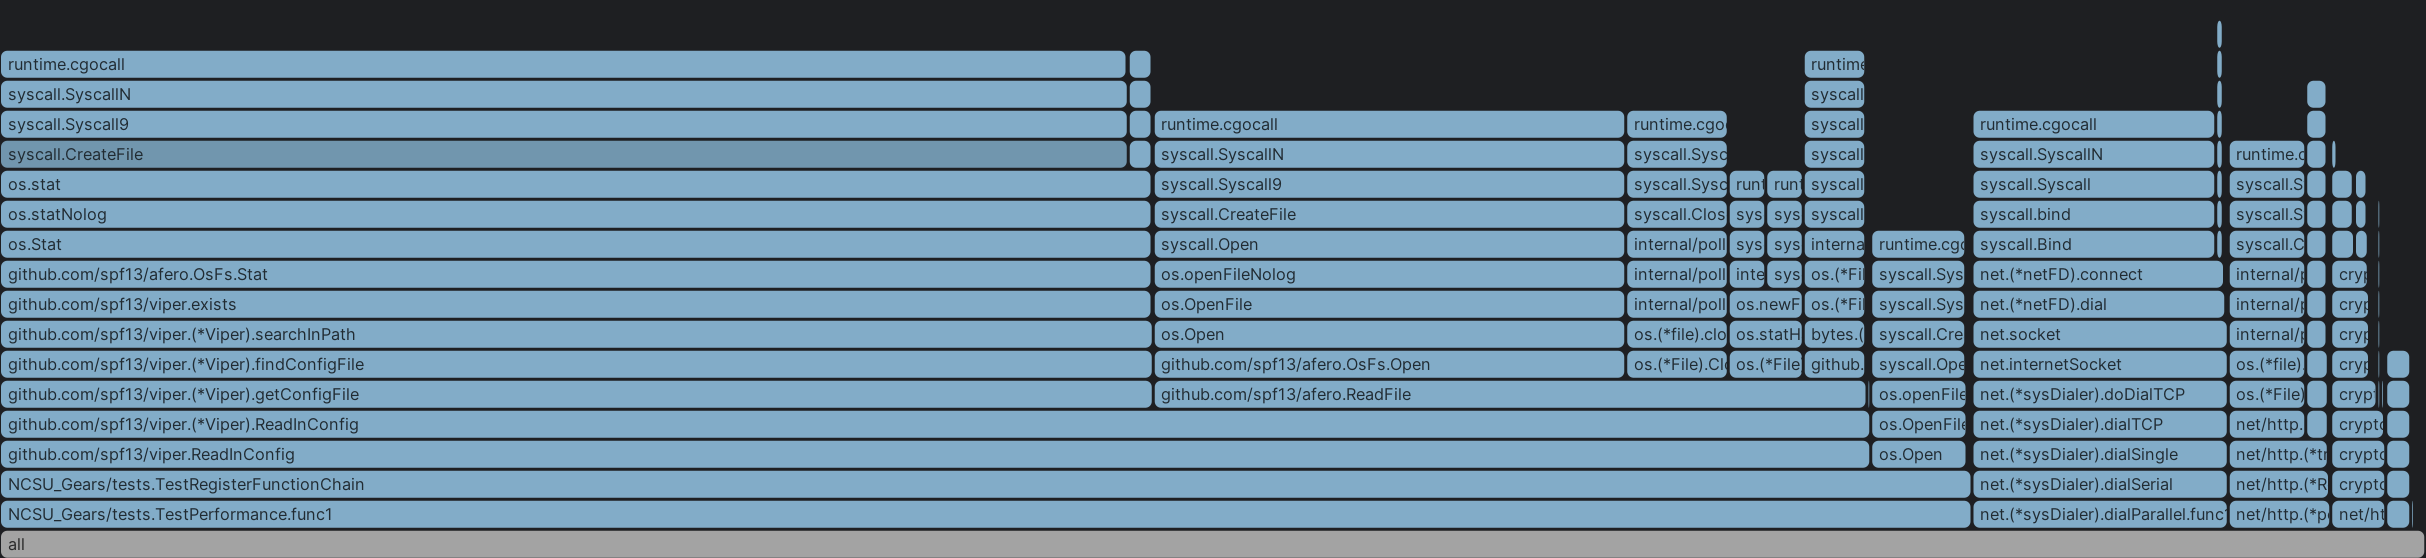 runtime.cgocall runtime
syscall.SyscallN syscall
syscall.Syscall9 runtime.cgocall runtime.cgo syscall runtime.cgocall
syscall.CreateFile syscall.SyscallN syscall.Sysc syscall syscall.SyscallN runtime.c
os.stat syscall.Syscall9 syscall.Sysc runt runt syscall syscall.Syscall syscall.S
os.statNolog syscall.CreateFile syscall.Clos sys sys syscall syscall.bind syscall.S
os.Stat syscall.Open internal/poll sys sys interna runtime.cgo syscall.Bind syscall.C
github.com/spf13/afero.OsFs.Stat os.openFileNolog internal/poll inte sys os.(*Fil syscall.Sys net.(*netFD).connect internal/p cryp
github.com/spf13/viper.exists os.OpenFile internal/poll os.newF os.(*Fil syscall.Sys net.(*netFD).dial internal/p cryp
github.com/spf13/viper.(*Viper).searchInPath os.Open os.(*file).clo os.statH bytes.( syscall.Cre net.socket internal/p cryp
github.com/spf13/viper.(*Viper).findConfigFile github.com/spf13/afero.OsFs.Open os.(*File).Cl os.(*File github. syscall.Ope net.internetSocket os.(*file). cryp
github.com/spf13/viper.(*Viper).getConfigFile github.com/spf13/afero.ReadFile os.openFile net.(*sysDialer).doDialTCP os.(*File) crypt
github.com/spf13/viper.(*Viper).ReadInConfig os.OpenFile net.(*sysDialer).dialTCP net/http. crypto
github.com/spf13/viper.ReadInConfig os.Open net.(*sysDialer).dialSingle net/http.(*tr crypto
NCSU_Gears/tests.TestRegisterFunctionChain net.(*sysDialer).dialSerial net/http.(*R crypto
NCSU_Gears/tests.TestPerformance.func1 net.(*sysDialer).dialParallel.func net/http.(*p net/ht
all